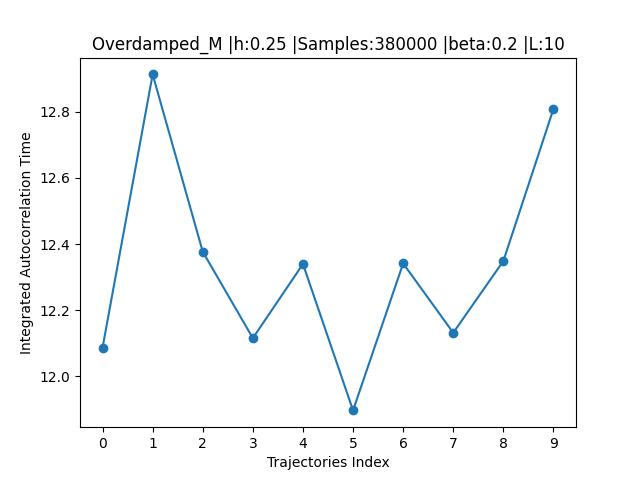 Overdamped_M |h:0.25 |Samples:380000 |beta:0.2 |L:10
Integrated Autocorrelation Time
12.8
12.6
12.4
12.2
12.0
0 1 2 3 4 5 6 7 8 9
Trajectories Index